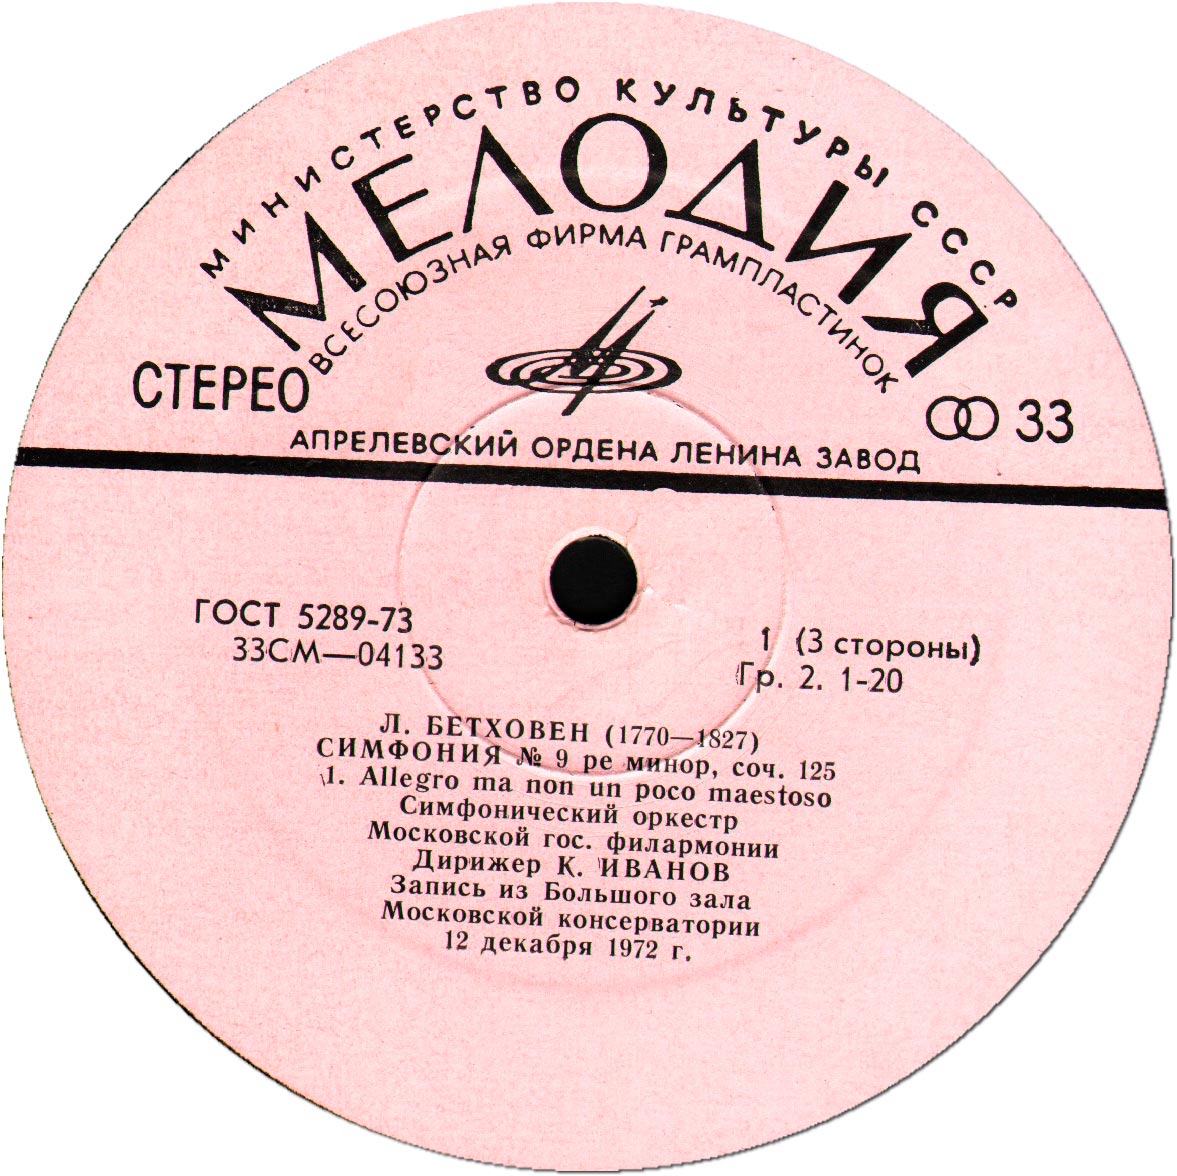 МИНИСТЕРСТВО КУЛЬТУРЫ СССР
МЕЛОДИЯ
ВСЕСОЮЗНАЯ ФИРМА ГРАМПЛАСТИНОК
СТЕРЕО
33
АПРЕЛЕВСКИЙ ОРДЕНА ЛЕНИНА ЗАВОД
ГОСТ 5289-73
33СМ—04133
1 (3 стороны)
Гр. 2. 1-20
Л. БЕТХОВЕН (1770—1827)
СИМФОНИЯ № 9 ре минор, соч. 125
1. Allegro ma non un poco maestoso
Симфонический оркестр
Московской гос. филармонии
Дирижер К. ИВАНОВ
Запись из Большого зала
Московской консерватории
12 декабря 1972 г.